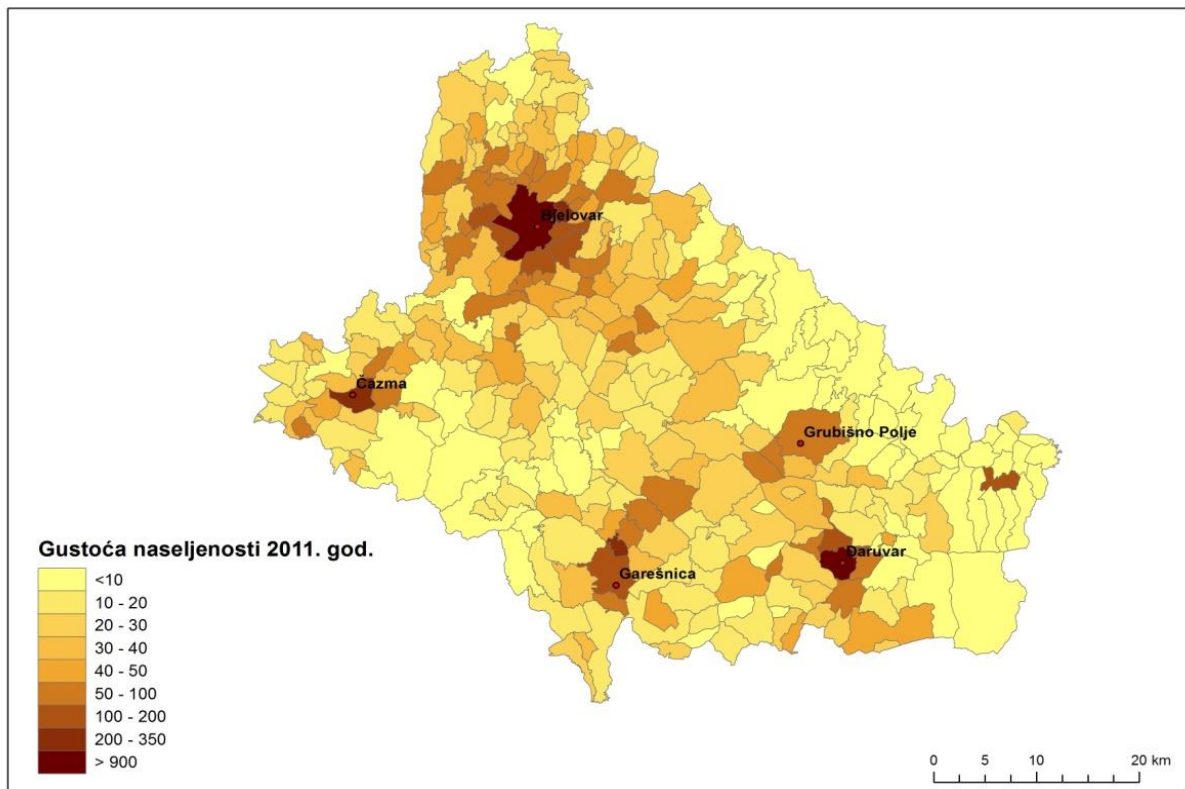 Bjelovar
Čazma
Grubišno Polje
Daruvar
Garešnica
Gustoća naseljenosti 2011. god.
<10
10 - 20
20 - 30
30 - 40
40 - 50
50 - 100
100 - 200
200 - 350
> 900
0 5 10 20 km